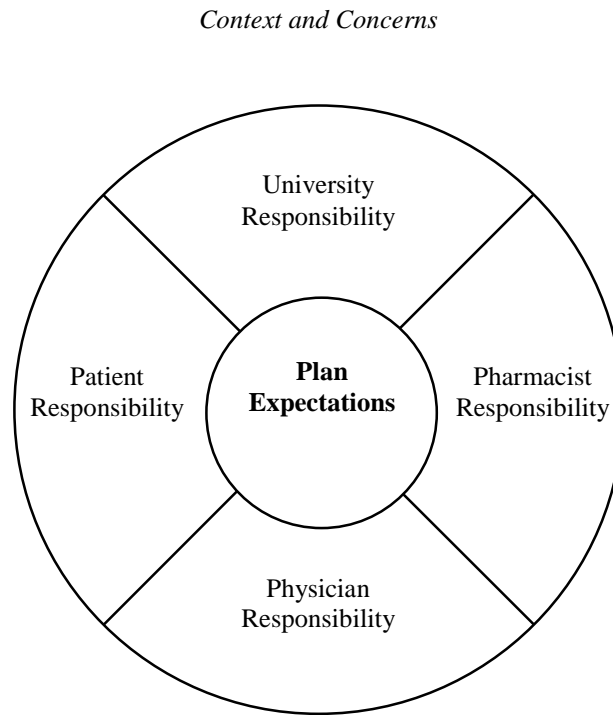 Context and Concerns
University
Responsibility
Patient
Responsibility
Plan
Expectations
Pharmacist
Responsibility
Physician
Responsibility